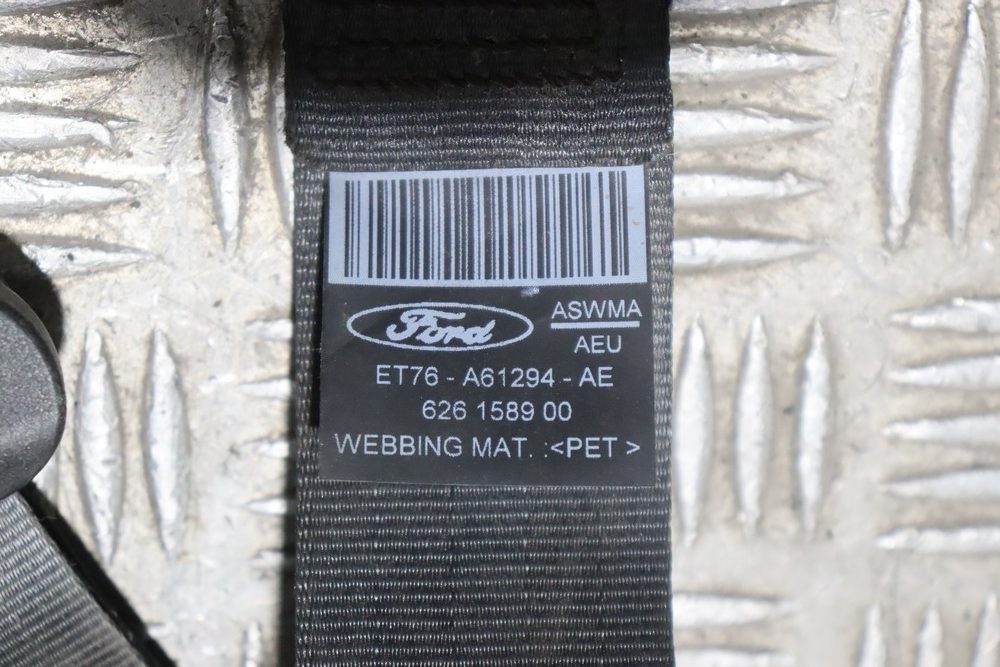 Ford
ASWMA
AEU
ET76 - A61294 - AE
626 1589 00
WEBBING MAT. :<PET >